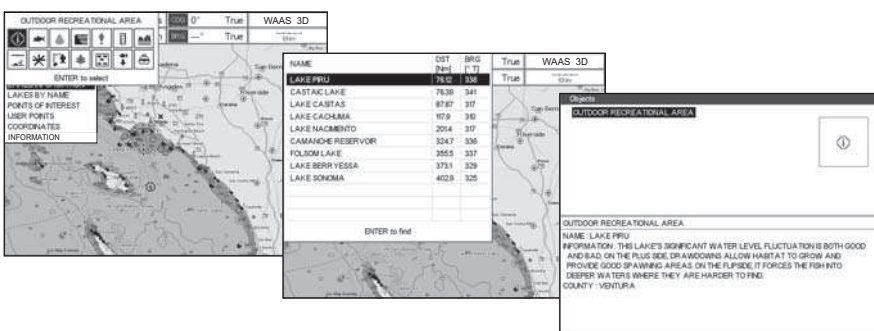 OUTDOOR RECREATIONAL AREA
COG 0° True WAAS 3D
True
ENTER to select
LAKES BY NAME
POINTS OF INTEREST
USER POINTS
COORDINATES
INFORMATION
Riverside
NAME DST [Nm] BRG [° T] True WAAS 3D
True
LAKE PIRU 76.12 338
CASTAIC LAKE 76.38 341
LAKE CASITAS 87.87 317
LAKE CACHUMA 117.9 310
LAKE NACIMIENTO 201.4 317
CAMANCHE RESERVOIR 324.7 336
FOLSOM LAKE 355.5 337
LAKE BERRYESSA 373.1 329
LAKE SONOMA 402.9 325
ENTER to find
Riverside
Objects
OUTDOOR RECREATIONAL AREA
OUTDOOR RECREATIONAL AREA
NAME : LAKE PIRU
INFORMATION : THIS LAKE'S SIGNIFICANT WATER LEVEL FLUCTUATION IS BOTH GOOD
AND BAD. ON THE PLUS SIDE, DRAWDOWNS ALLOW HABITAT TO GROW AND
PROVIDE GOOD SPAWNING AREAS. ON THE FLIPSIDE, IT FORCES THE FISH INTO
DEEPER WATERS WHERE THEY ARE HARDER TO FIND.
COUNTY : VENTURA